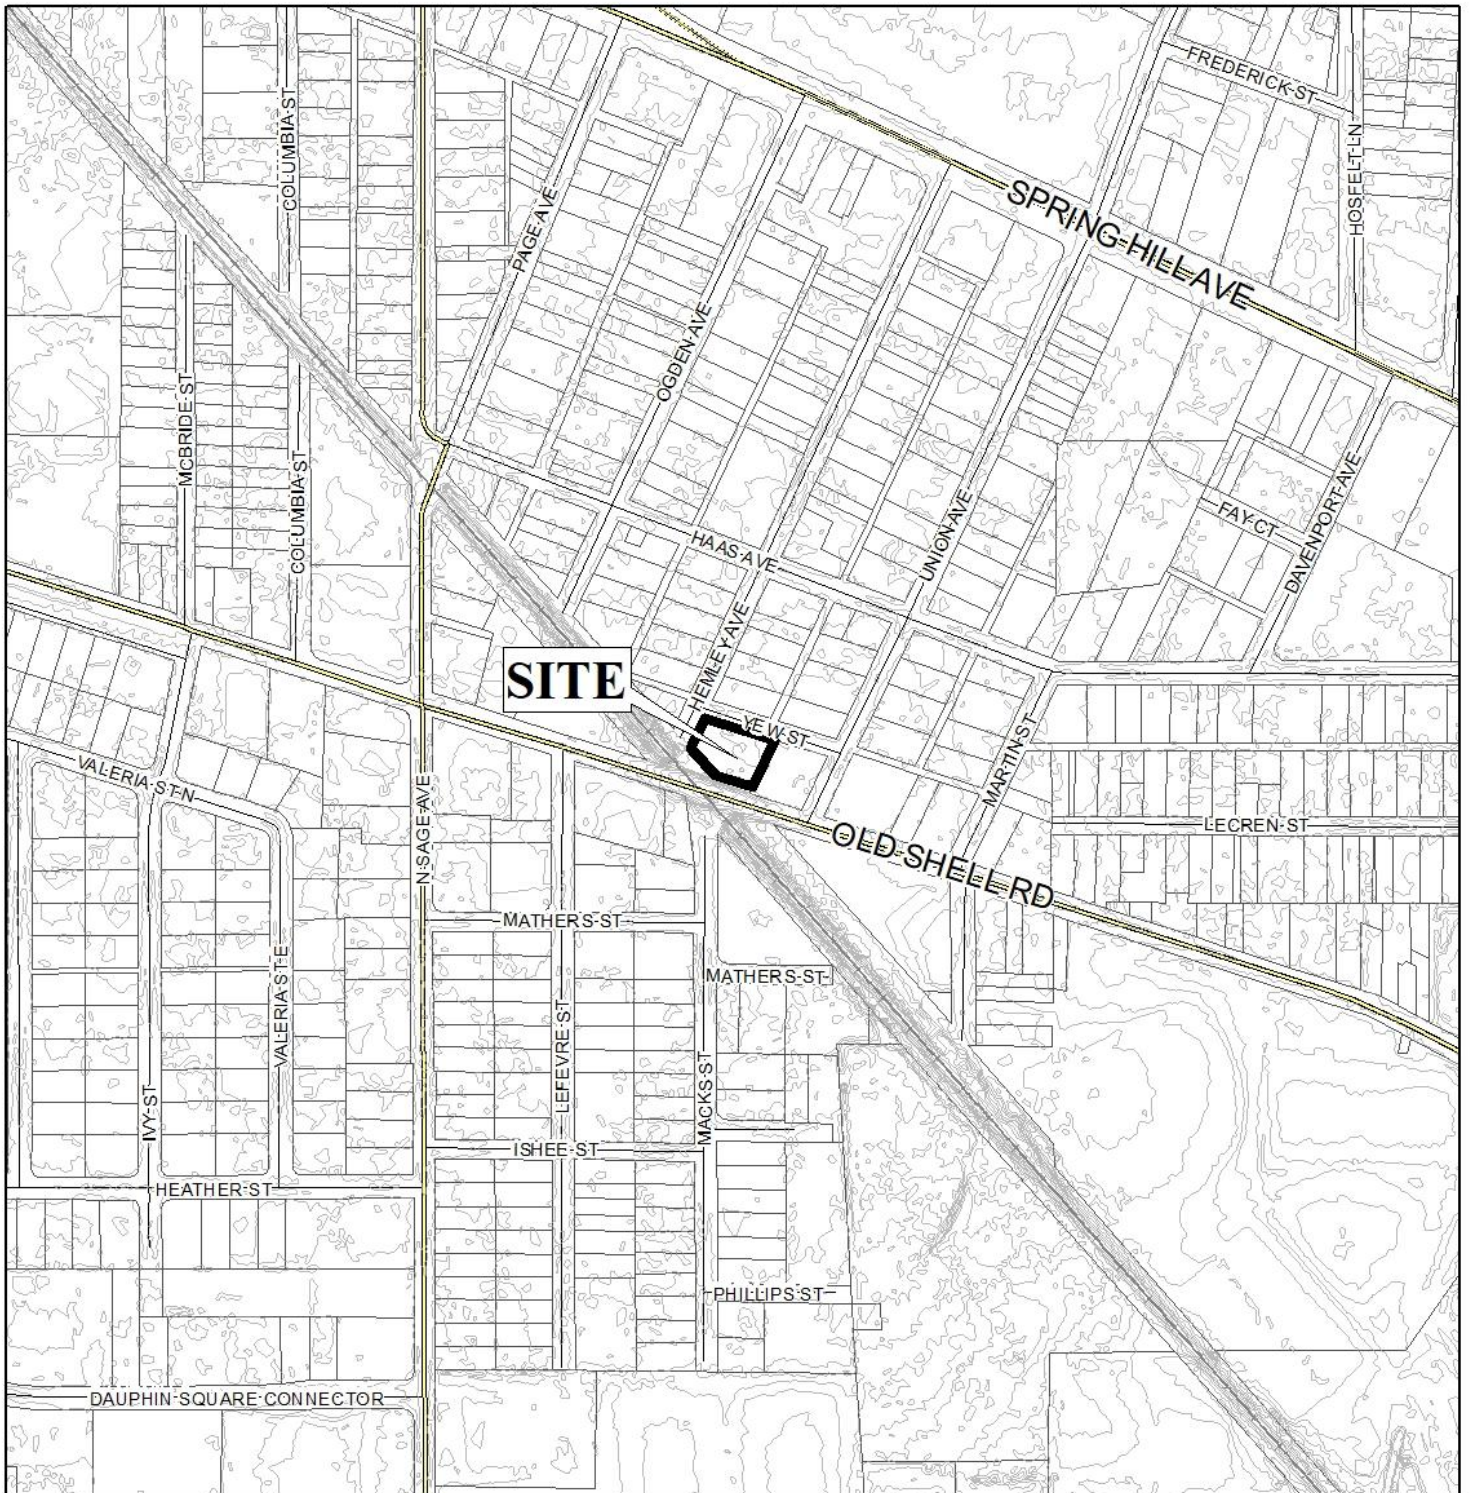 FREDERICK ST
COLUMBIA ST
HOSFELT LN
PAGE AVE
SPRING HILL AVE
OGDEN AVE
MCBRIDE ST
COLUMBIA ST
DAVENPORT AVE
FAY CT
UNION AVE
HAAS AVE
HEMLEY AVE
SITE
YEW ST
MARTIN ST
VALERIA ST N
N SAGE AVE
LECREN ST
OLD SHELL RD
MATHERS ST
MATHERS ST
VALERIA ST E
LEFEVRE ST
MACKS ST
IVY ST
ISHEE ST
HEATHER ST
PHILLIPS ST
DAUPHIN SQUARE CONNECTOR